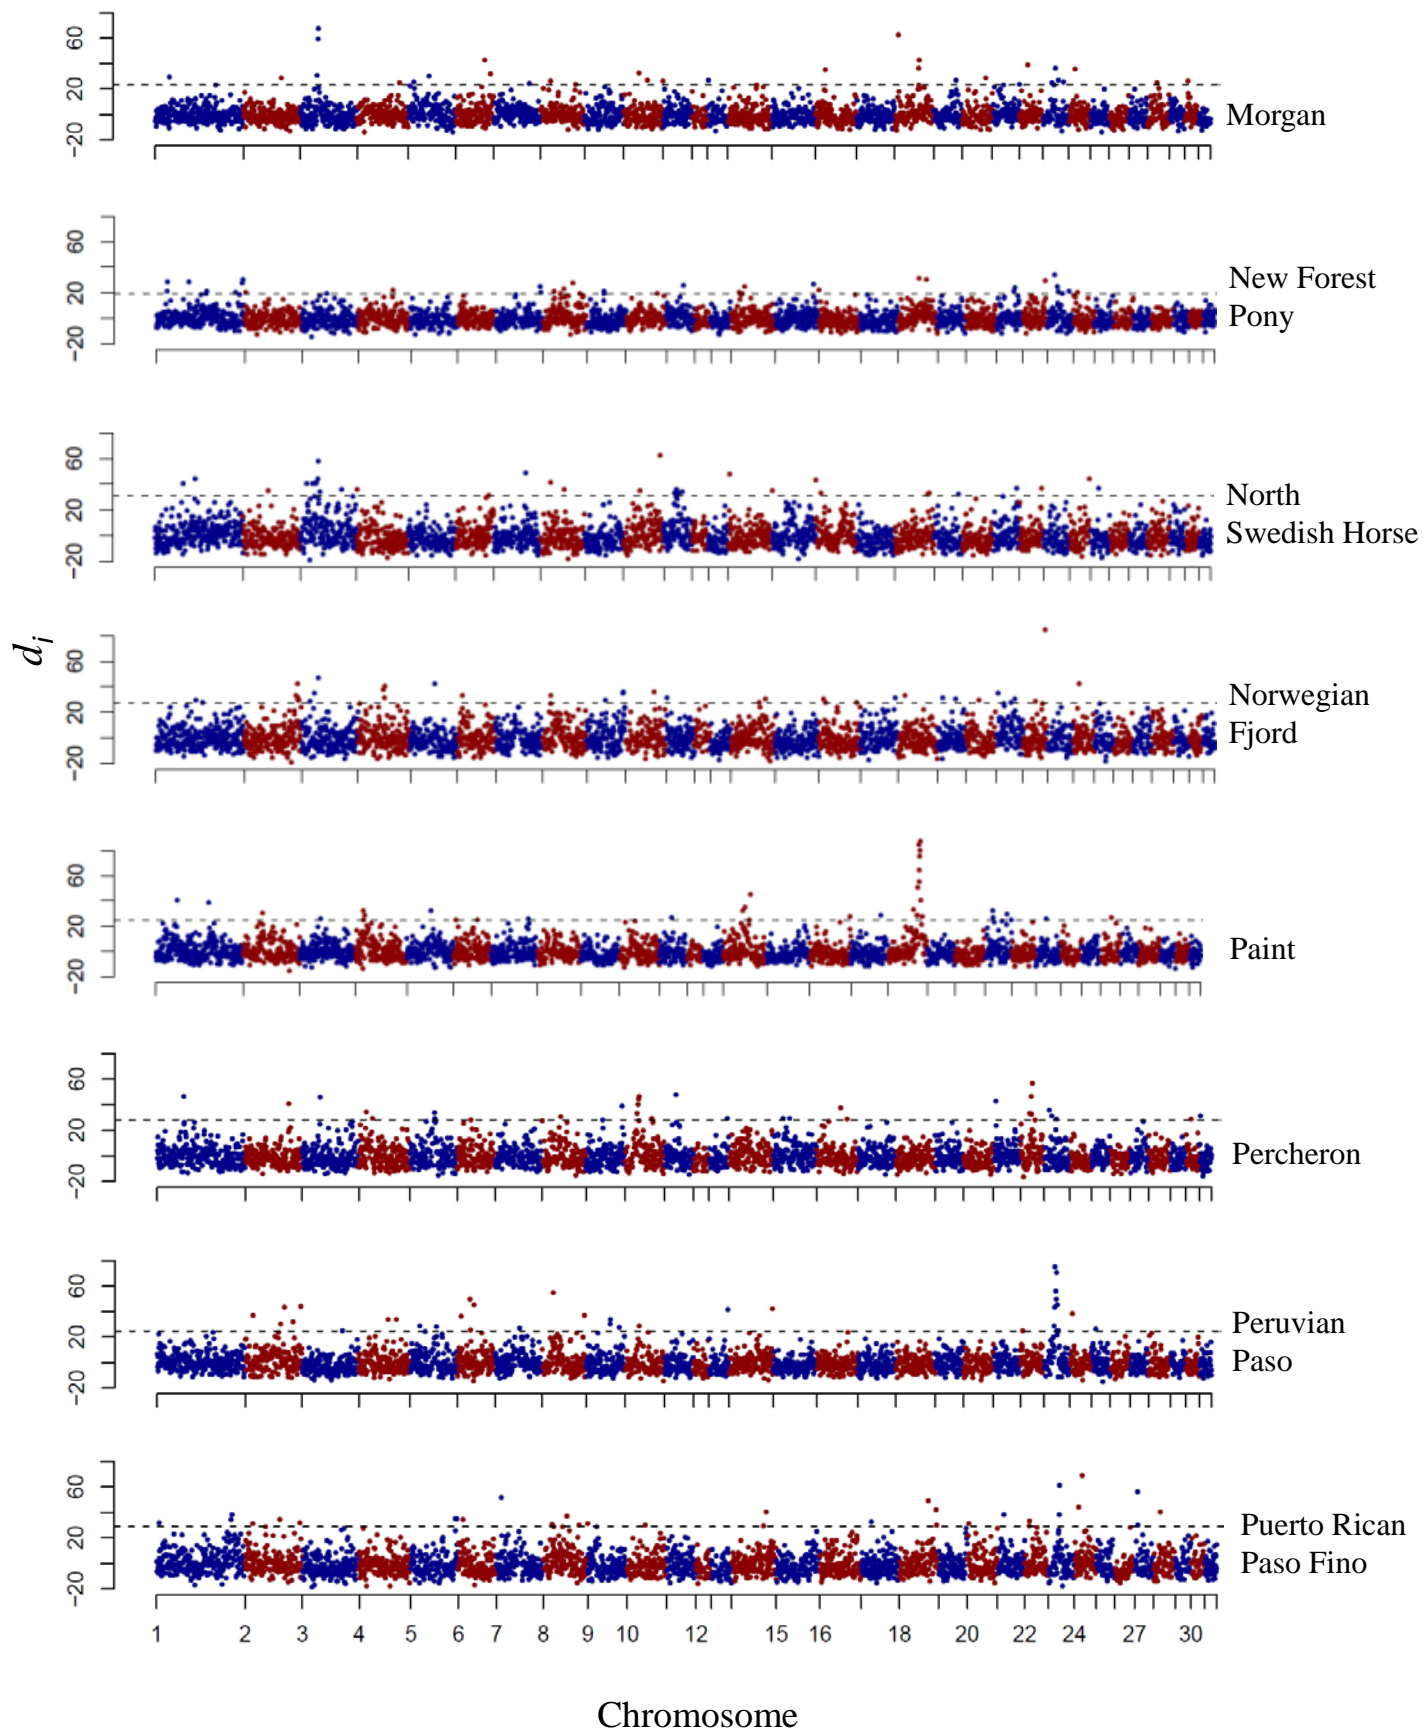 60
20
-20
Morgan
60
20
-20
New Forest
Pony
60
20
-20
North
Swedish Horse
d_i
60
20
-20
Norwegian
Fjord
60
20
-20
Paint
60
20
-20
Percheron
60
20
-20
Peruvian
Paso
60
20
-20
Puerto Rican
Paso Fino
1 2 3 4 5 6 7 8 9 10 12 15 16 18 20 22 24 27 30
Chromosome